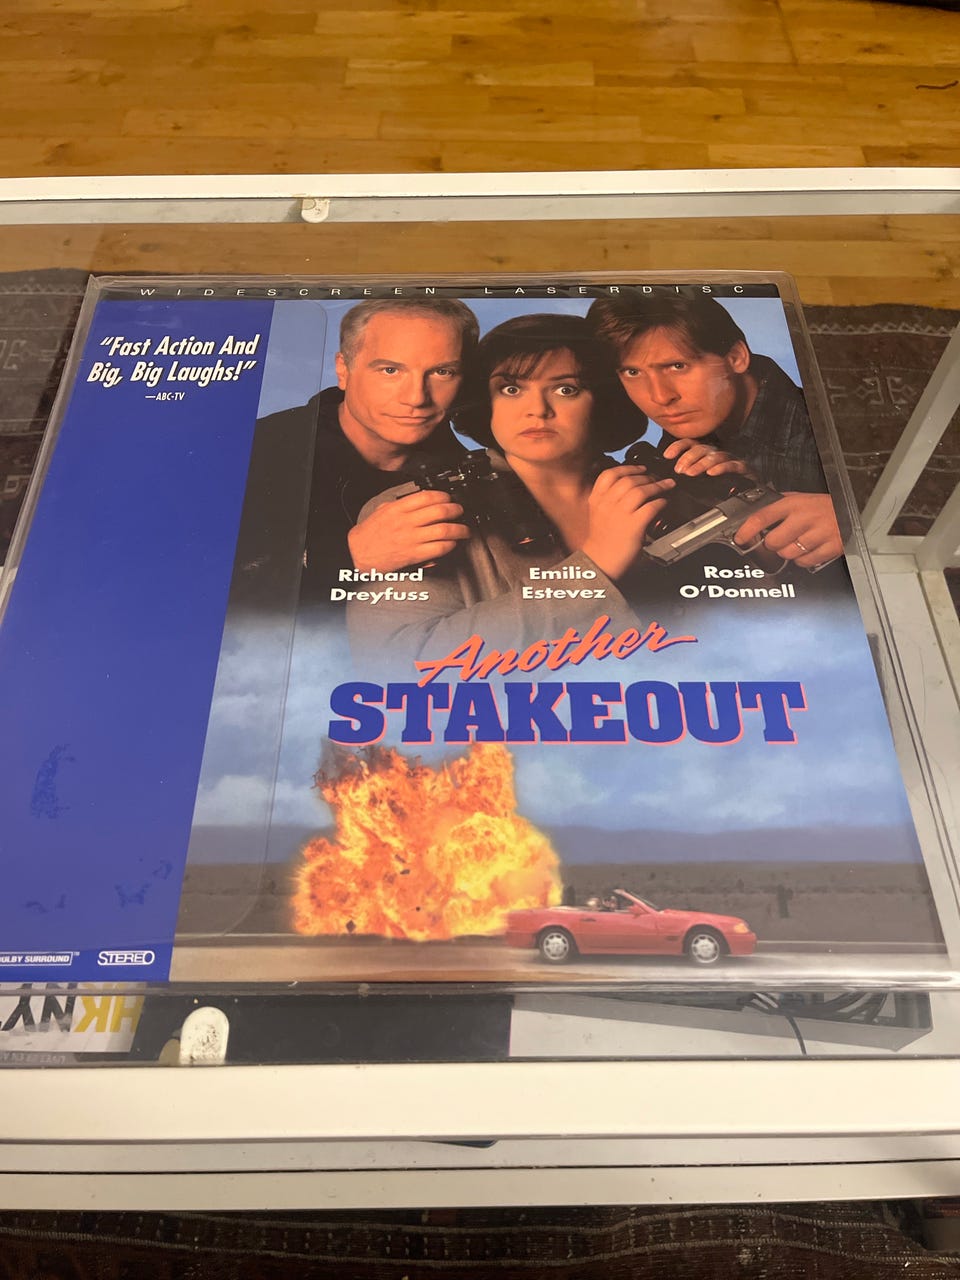 WIDESCREEN LASERDISC
"Fast Action And
Big, Big Laughs!"
—ABC-TV
Richard
Dreyfuss
Emilio
Estevez
Rosie
O'Donnell
Another
STAKEOUT
DOLBY SURROUND™
STEREO